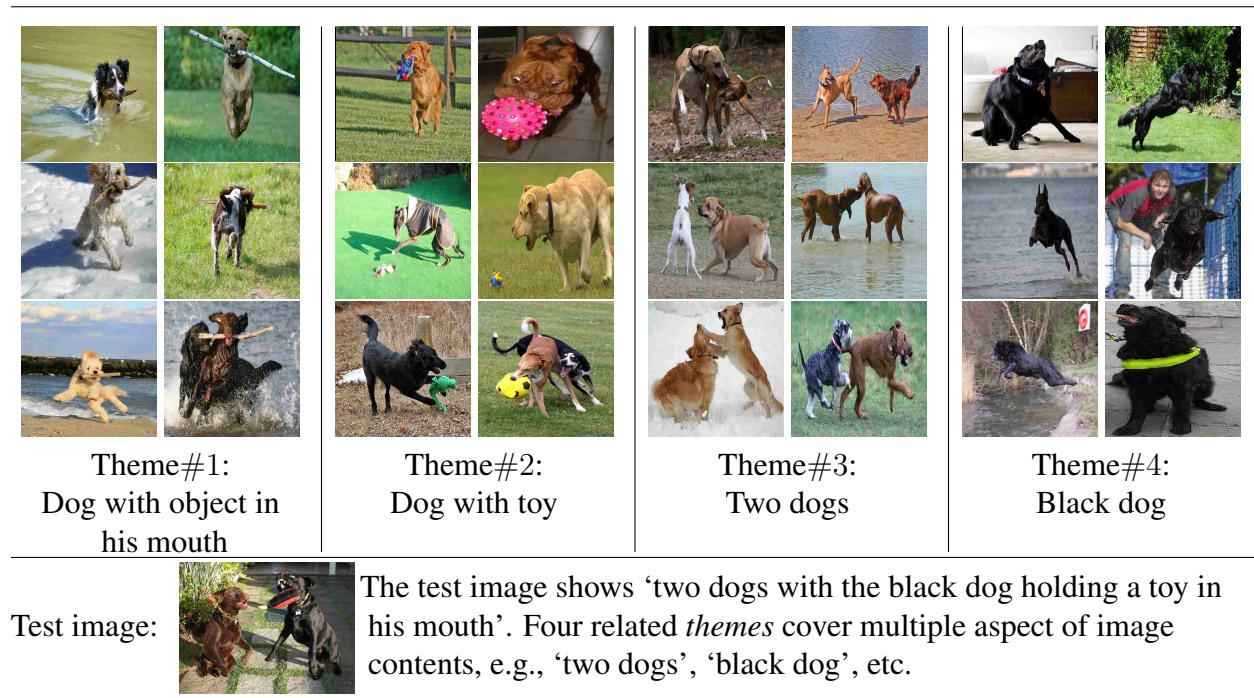 Theme#1:
Dog with object in
his mouth
Theme#2:
Dog with toy
Theme#3:
Two dogs
Theme#4:
Black dog
Test image:
The test image shows ‘two dogs with the black dog holding a toy in
his mouth’. Four related themes cover multiple aspect of image
contents, e.g., ‘two dogs’, ‘black dog’, etc.